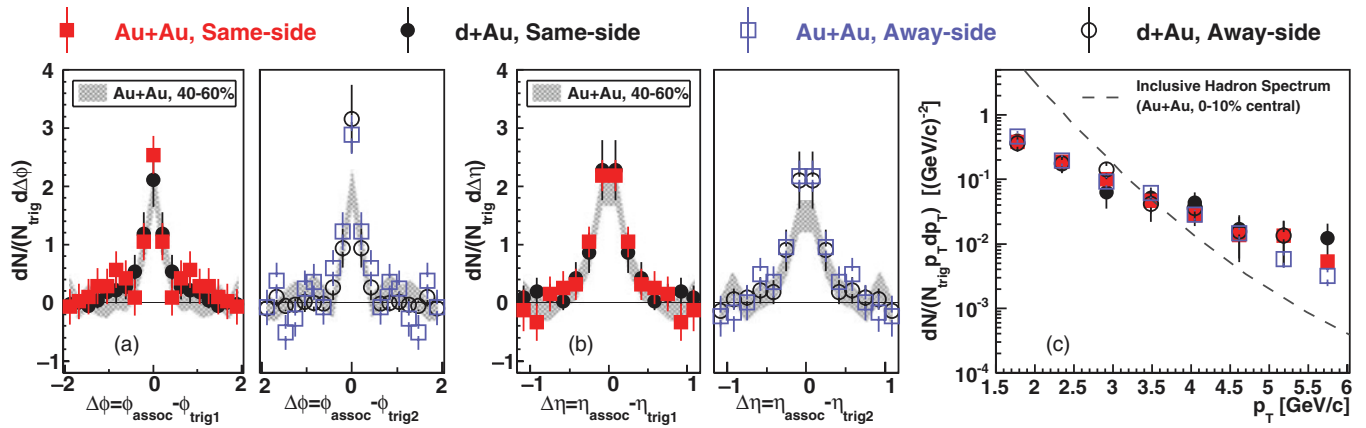 Au+Au, Same-side d+Au, Same-side Au+Au, Away-side d+Au, Away-side
dN/(N_trig dΔϕ)
4
3
2
1
0
−1
Au+Au, 40-60%
(a)
−2 0 2
Δϕ=ϕ_assoc-ϕ_trig1
2 0 2
Δϕ=ϕ_assoc-ϕ_trig2
dN/(N_trig dΔη)
4
3
2
1
0
−1
Au+Au, 40-60%
(b)
−1 0 1
Δη=η_assoc-η_trig1
−1 0 1
Δη=η_assoc-η_trig2
dN/(N_trig p_T dp_T) [(GeV/c)^-2]
1
10^-1
10^-2
10^-3
10^-4
Inclusive Hadron Spectrum
(Au+Au, 0-10% central)
(c)
1.5 2 2.5 3 3.5 4 4.5 5 5.5 6
p_T [GeV/c]